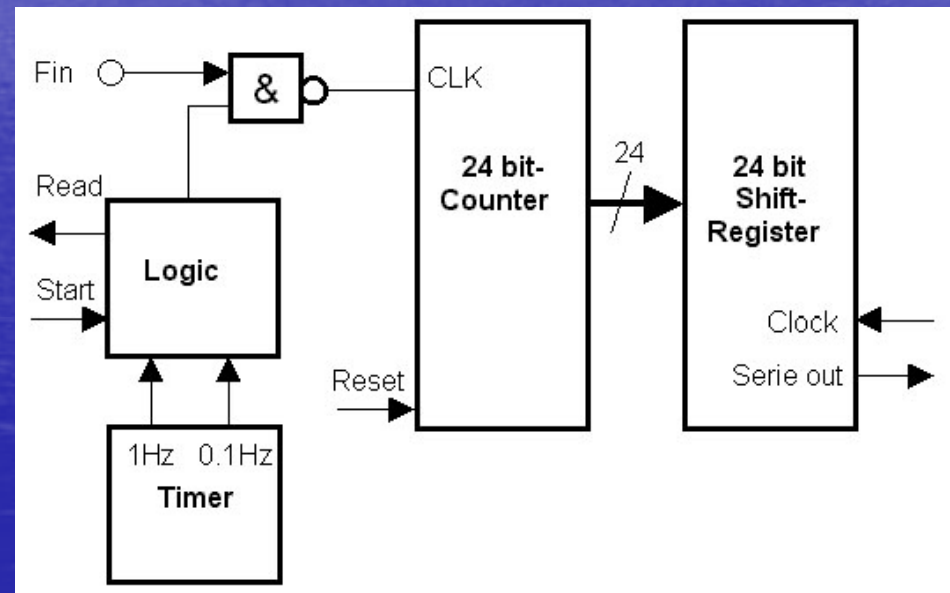 Fin
&
CLK
24 bit-
Counter
24
24 bit
Shift-
Register
Read
Logic
Start
Clock
Reset
Serie out
1Hz 0.1Hz
Timer